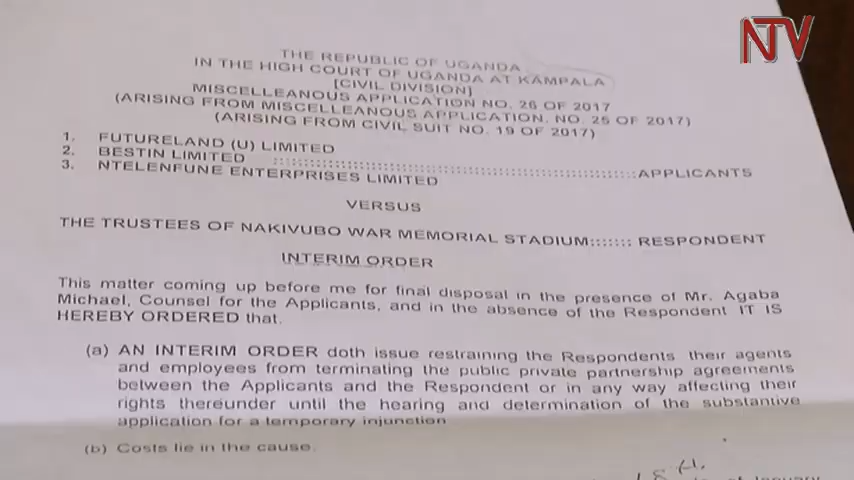 NTV
THE REPUBLIC OF UGANDA
IN THE HIGH COURT OF UGANDA AT KAMPALA
[CIVIL DIVISION]
MISCELLEANOUS APPLICATION NO. 26 OF 2017
(ARISING FROM MISCELLEANOUS APPLICATION. NO. 25 OF 2017)
(ARISING FROM CIVIL SUIT NO. 19 OF 2017)
1. FUTURELAND (U) LIMITED
2. BESTIN LIMITED ::::::::::::::::::::::::::::::::::::::::::::::::::::APPLICANTS
3. NTELENFUNE ENTERPRISES LIMITED
VERSUS
THE TRUSTEES OF NAKIVUBO WAR MEMORIAL STADIUM::::::: RESPONDENT
INTERIM ORDER
This matter coming up before me for final disposal in the presence of Mr. Agaba
Michael, Counsel for the Applicants, and in the absence of the Respondent IT IS
HEREBY ORDERED that.
(a) AN INTERIM ORDER doth issue restraining the Respondents their agents
and employees from terminating the public private partnership agreements
between the Applicants and the Respondent or in any way affecting their
rights thereunder until the hearing and determination of the substantive
application for a temporary injunction
(b) Costs lie in the cause.